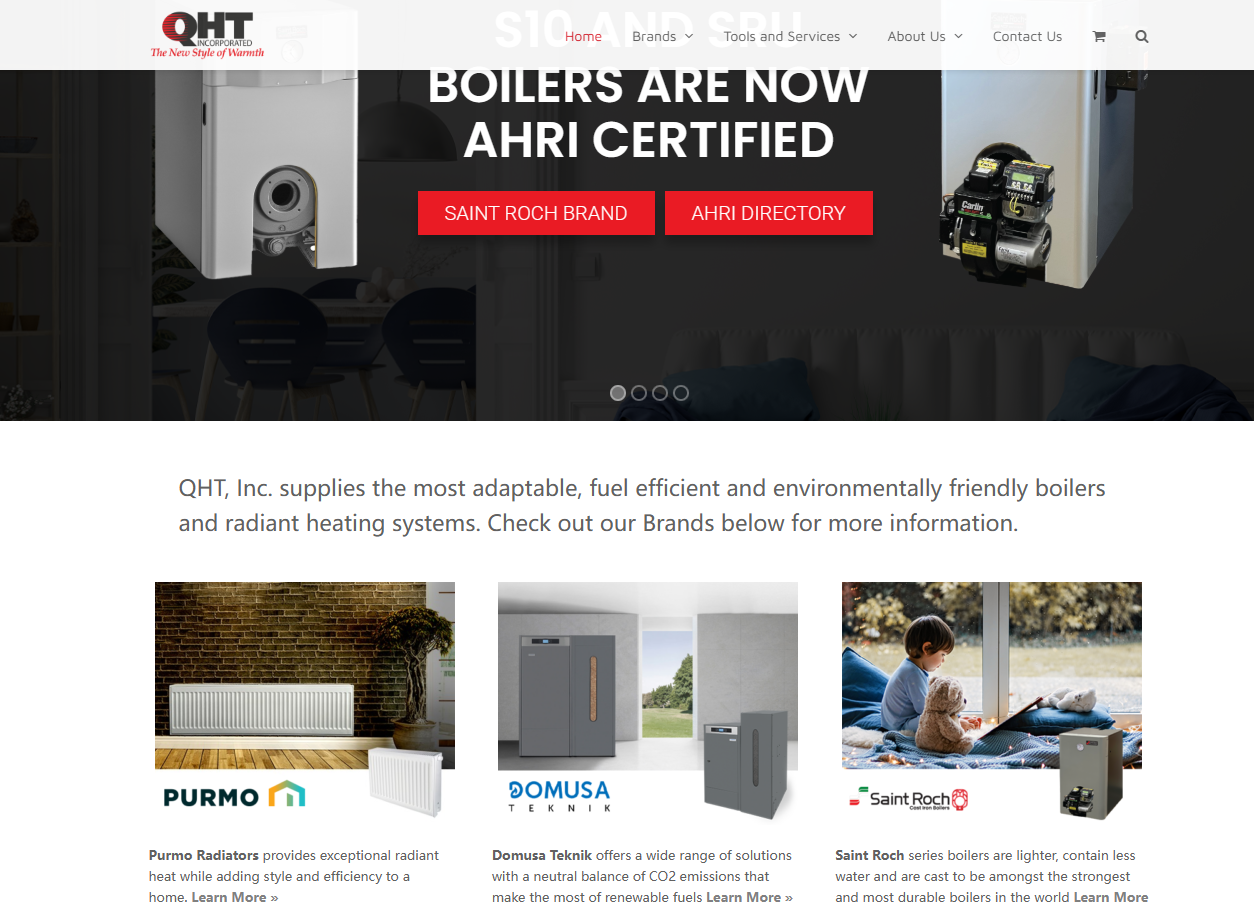 QHT
INCORPORATED
The New Style of Warmth
Home
Brands
Tools and Services
About Us
Contact Us
S10 AND SRU
BOILERS ARE NOW
AHRI CERTIFIED
SAINT ROCH BRAND
AHRI DIRECTORY
Carlin
QHT, Inc. supplies the most adaptable, fuel efficient and environmentally friendly boilers
and radiant heating systems. Check out our Brands below for more information.
PURMO
DOMUSA
TEKNIK
Saint Roch
Cast Iron Boilers
Purmo Radiators provides exceptional radiant
heat while adding style and efficiency to a
home. Learn More »
Domusa Teknik offers a wide range of solutions
with a neutral balance of CO2 emissions that
make the most of renewable fuels Learn More »
Saint Roch series boilers are lighter, contain less
water and are cast to be amongst the strongest
and most durable boilers in the world Learn More